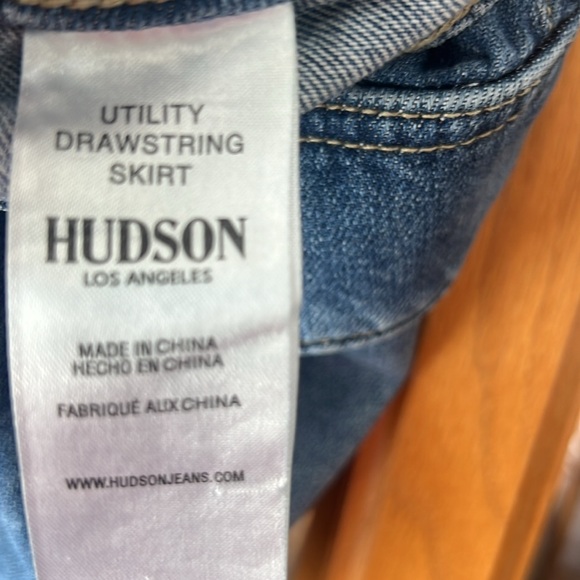 UTILITY
DRAWSTRING
SKIRT
HUDSON
LOS ANGELES
MADE IN CHINA
HECHO EN CHINA
FABRIQUÉ AUX CHINA
WWW.HUDSONJEANS.COM